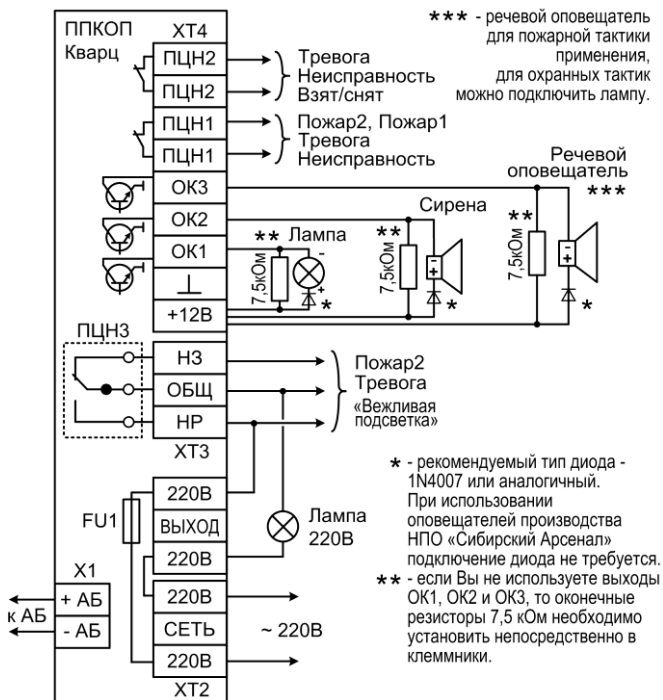 ППКОП
Кварц
XT4
ПЦН2
ПЦН2
ПЦН1
ПЦН1
ОК3
ОК2
ОК1
⊥
+12В
Тревога
Неисправность
Взят/снят
Пожар2, Пожар1
Тревога
Неисправность
*** - речевой оповещатель
для пожарной тактики
применения,
для охранных тактик
можно подключить лампу.
Речевой
оповещатель
***
Сирена
Лампа
**
7,5кОм
- + *
**
7,5кОм
- + *
**
7,5кОм
- + *
ПЦН3
НЗ
ОБЩ
НР
XT3
Пожар2
Тревога
«Вежливая
подсветка»
FU1
220В
ВЫХОД
220В
220В
СЕТЬ
220В
XT2
Лампа
220В
~ 220В
X1
+ АБ
- АБ
к АБ
* - рекомендуемый тип диода -
1N4007 или аналогичный.
При использовании
оповещателей производства
НПО «Сибирский Арсенал»
подключение диода не требуется.
** - если Вы не используете выходы
ОК1, ОК2 и ОК3, то оконечные
резисторы 7,5 кОм необходимо
установить непосредственно в
клеммники.